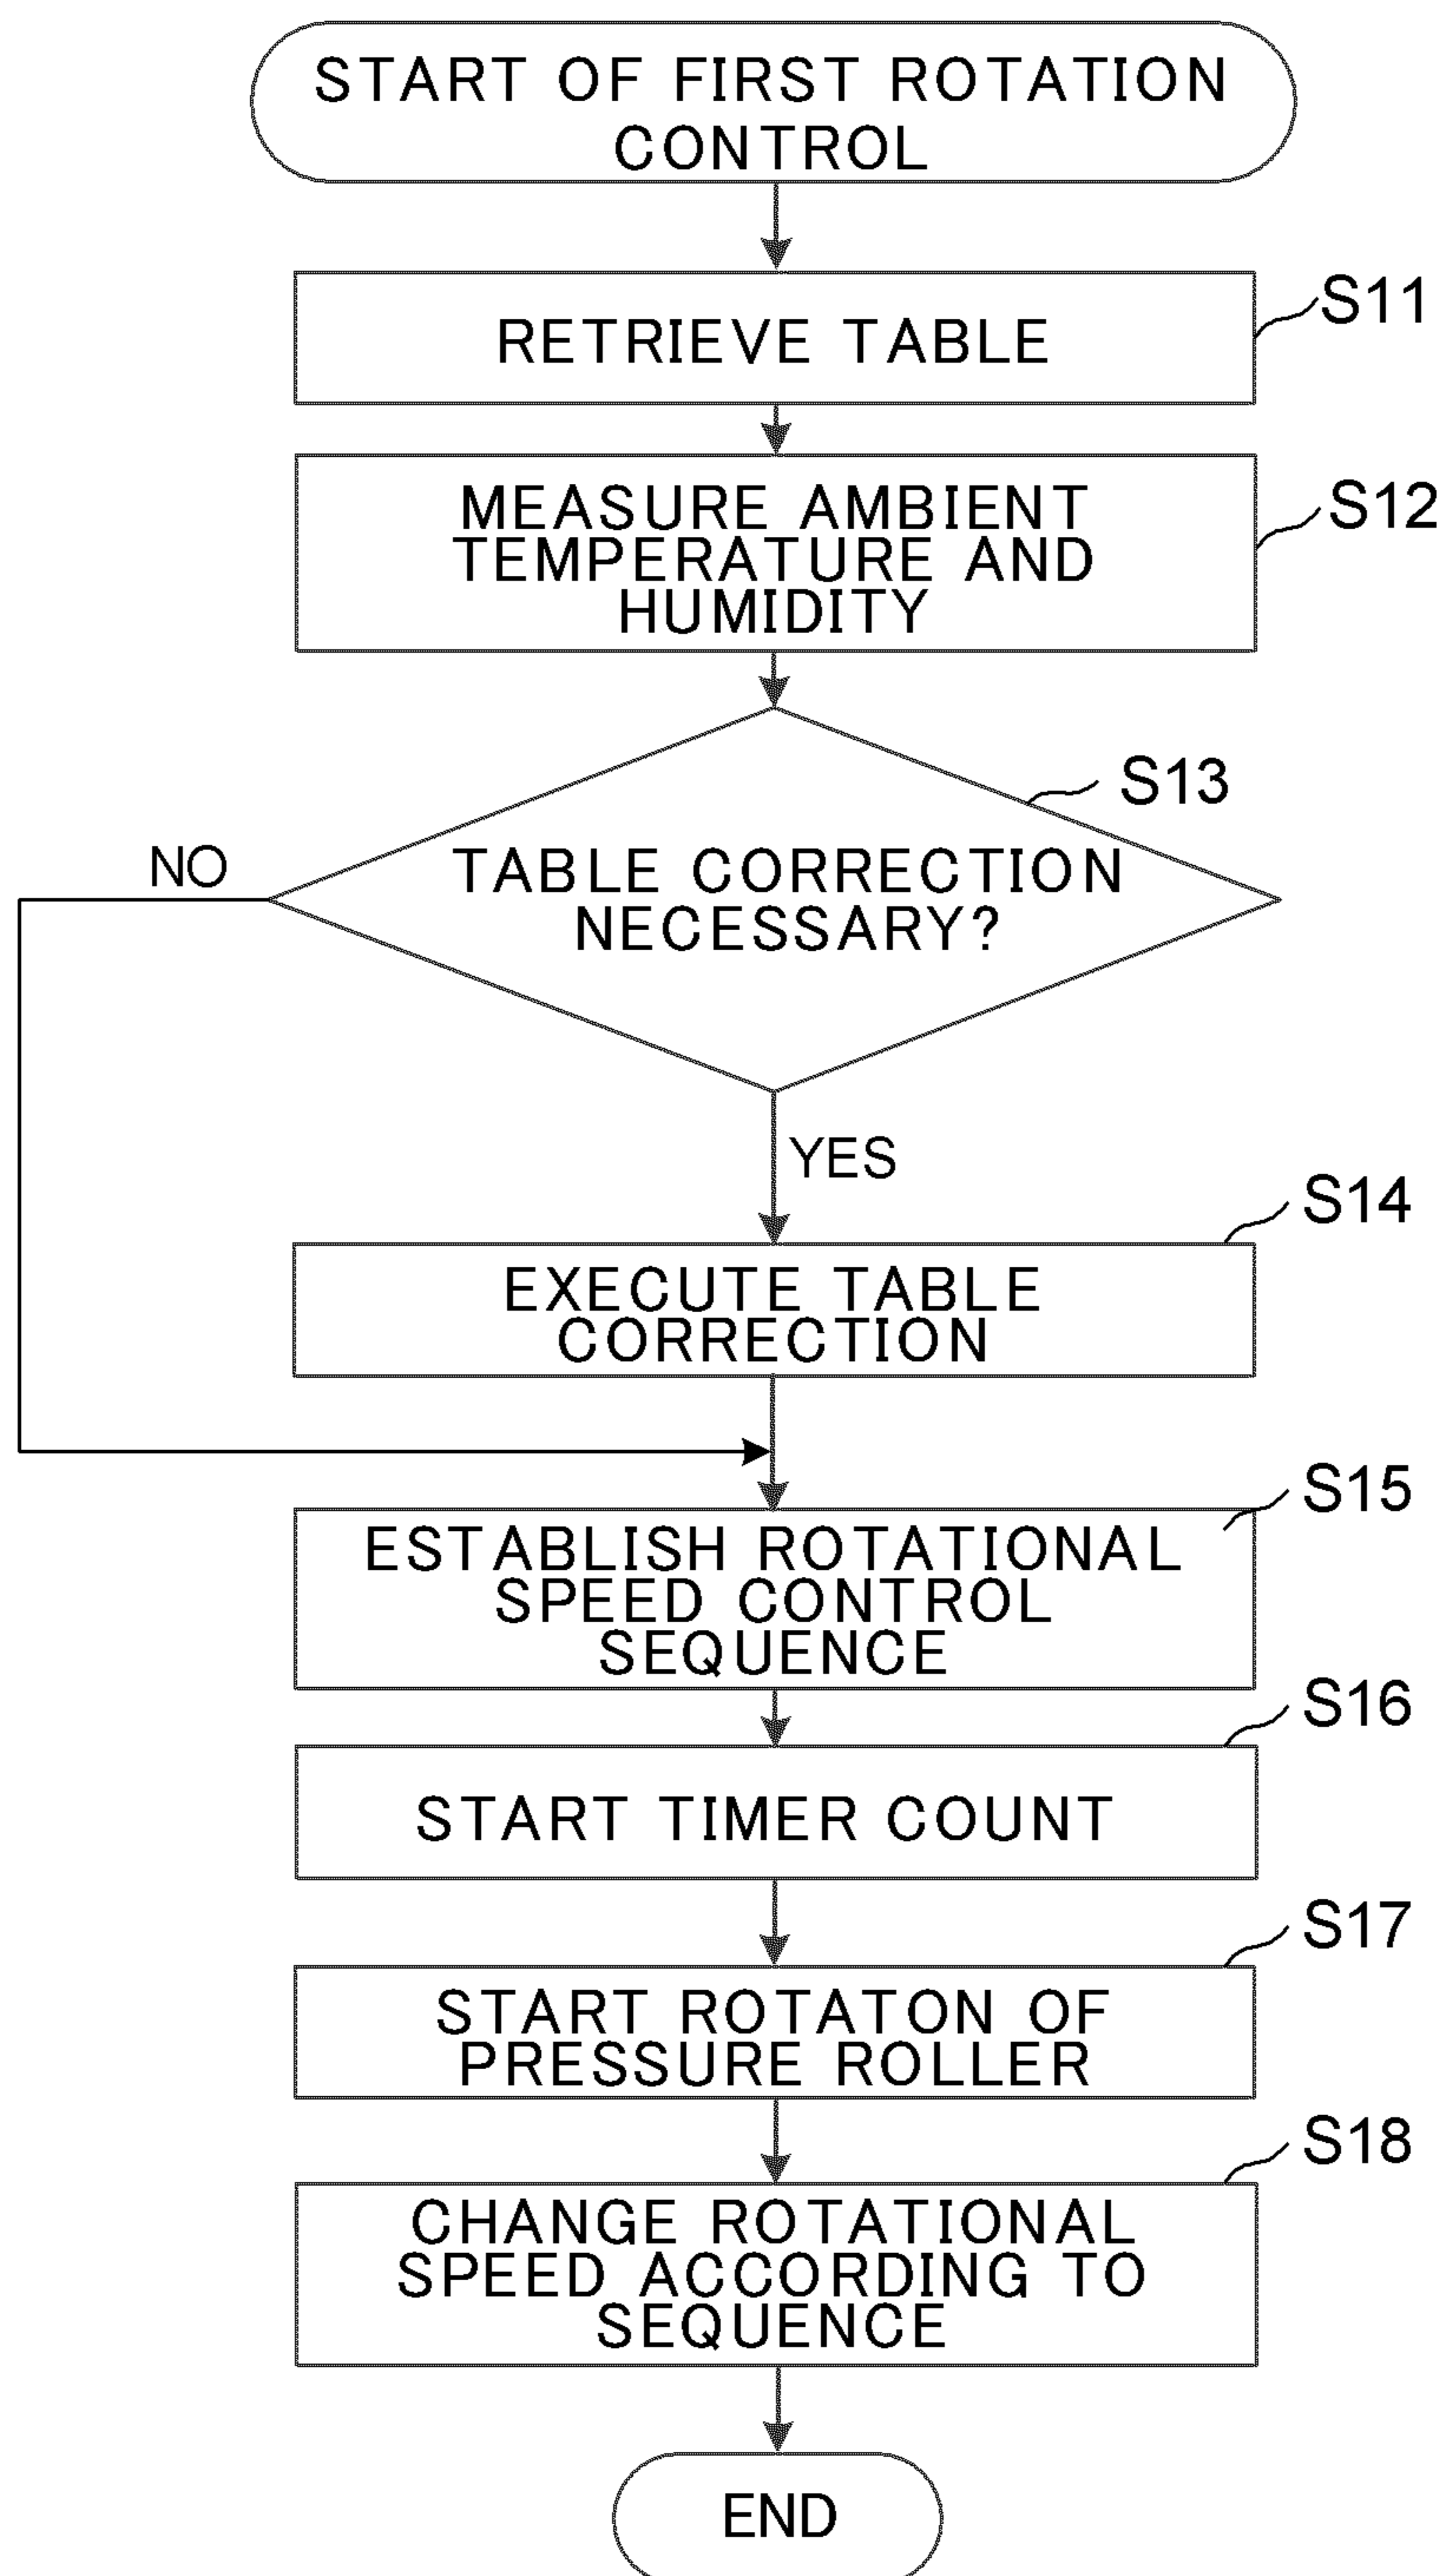 START OF FIRST ROTATION
CONTROL
RETRIEVE TABLE
S11
MEASURE AMBIENT
TEMPERATURE AND
HUMIDITY
S12
S13
NO
TABLE CORRECTION
NECESSARY?
YES
S14
EXECUTE TABLE
CORRECTION
S15
ESTABLISH ROTATIONAL
SPEED CONTROL
SEQUENCE
S16
START TIMER COUNT
S17
START ROTATON OF
PRESSURE ROLLER
S18
CHANGE ROTATIONAL
SPEED ACCORDING TO
SEQUENCE
END